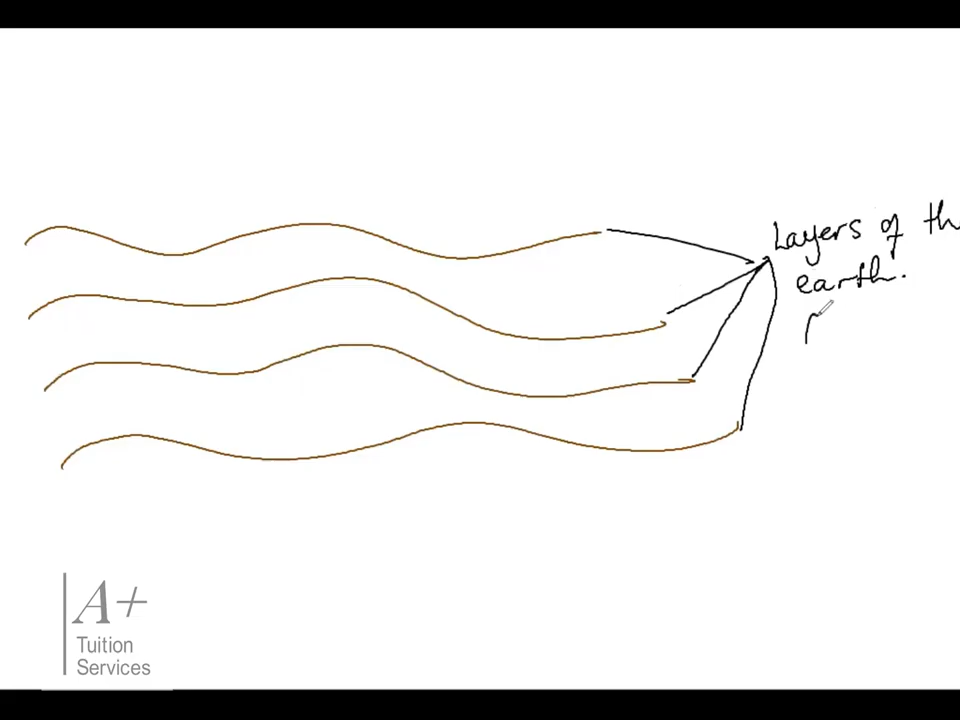 Layers of th
earth.
A+
Tuition
Services